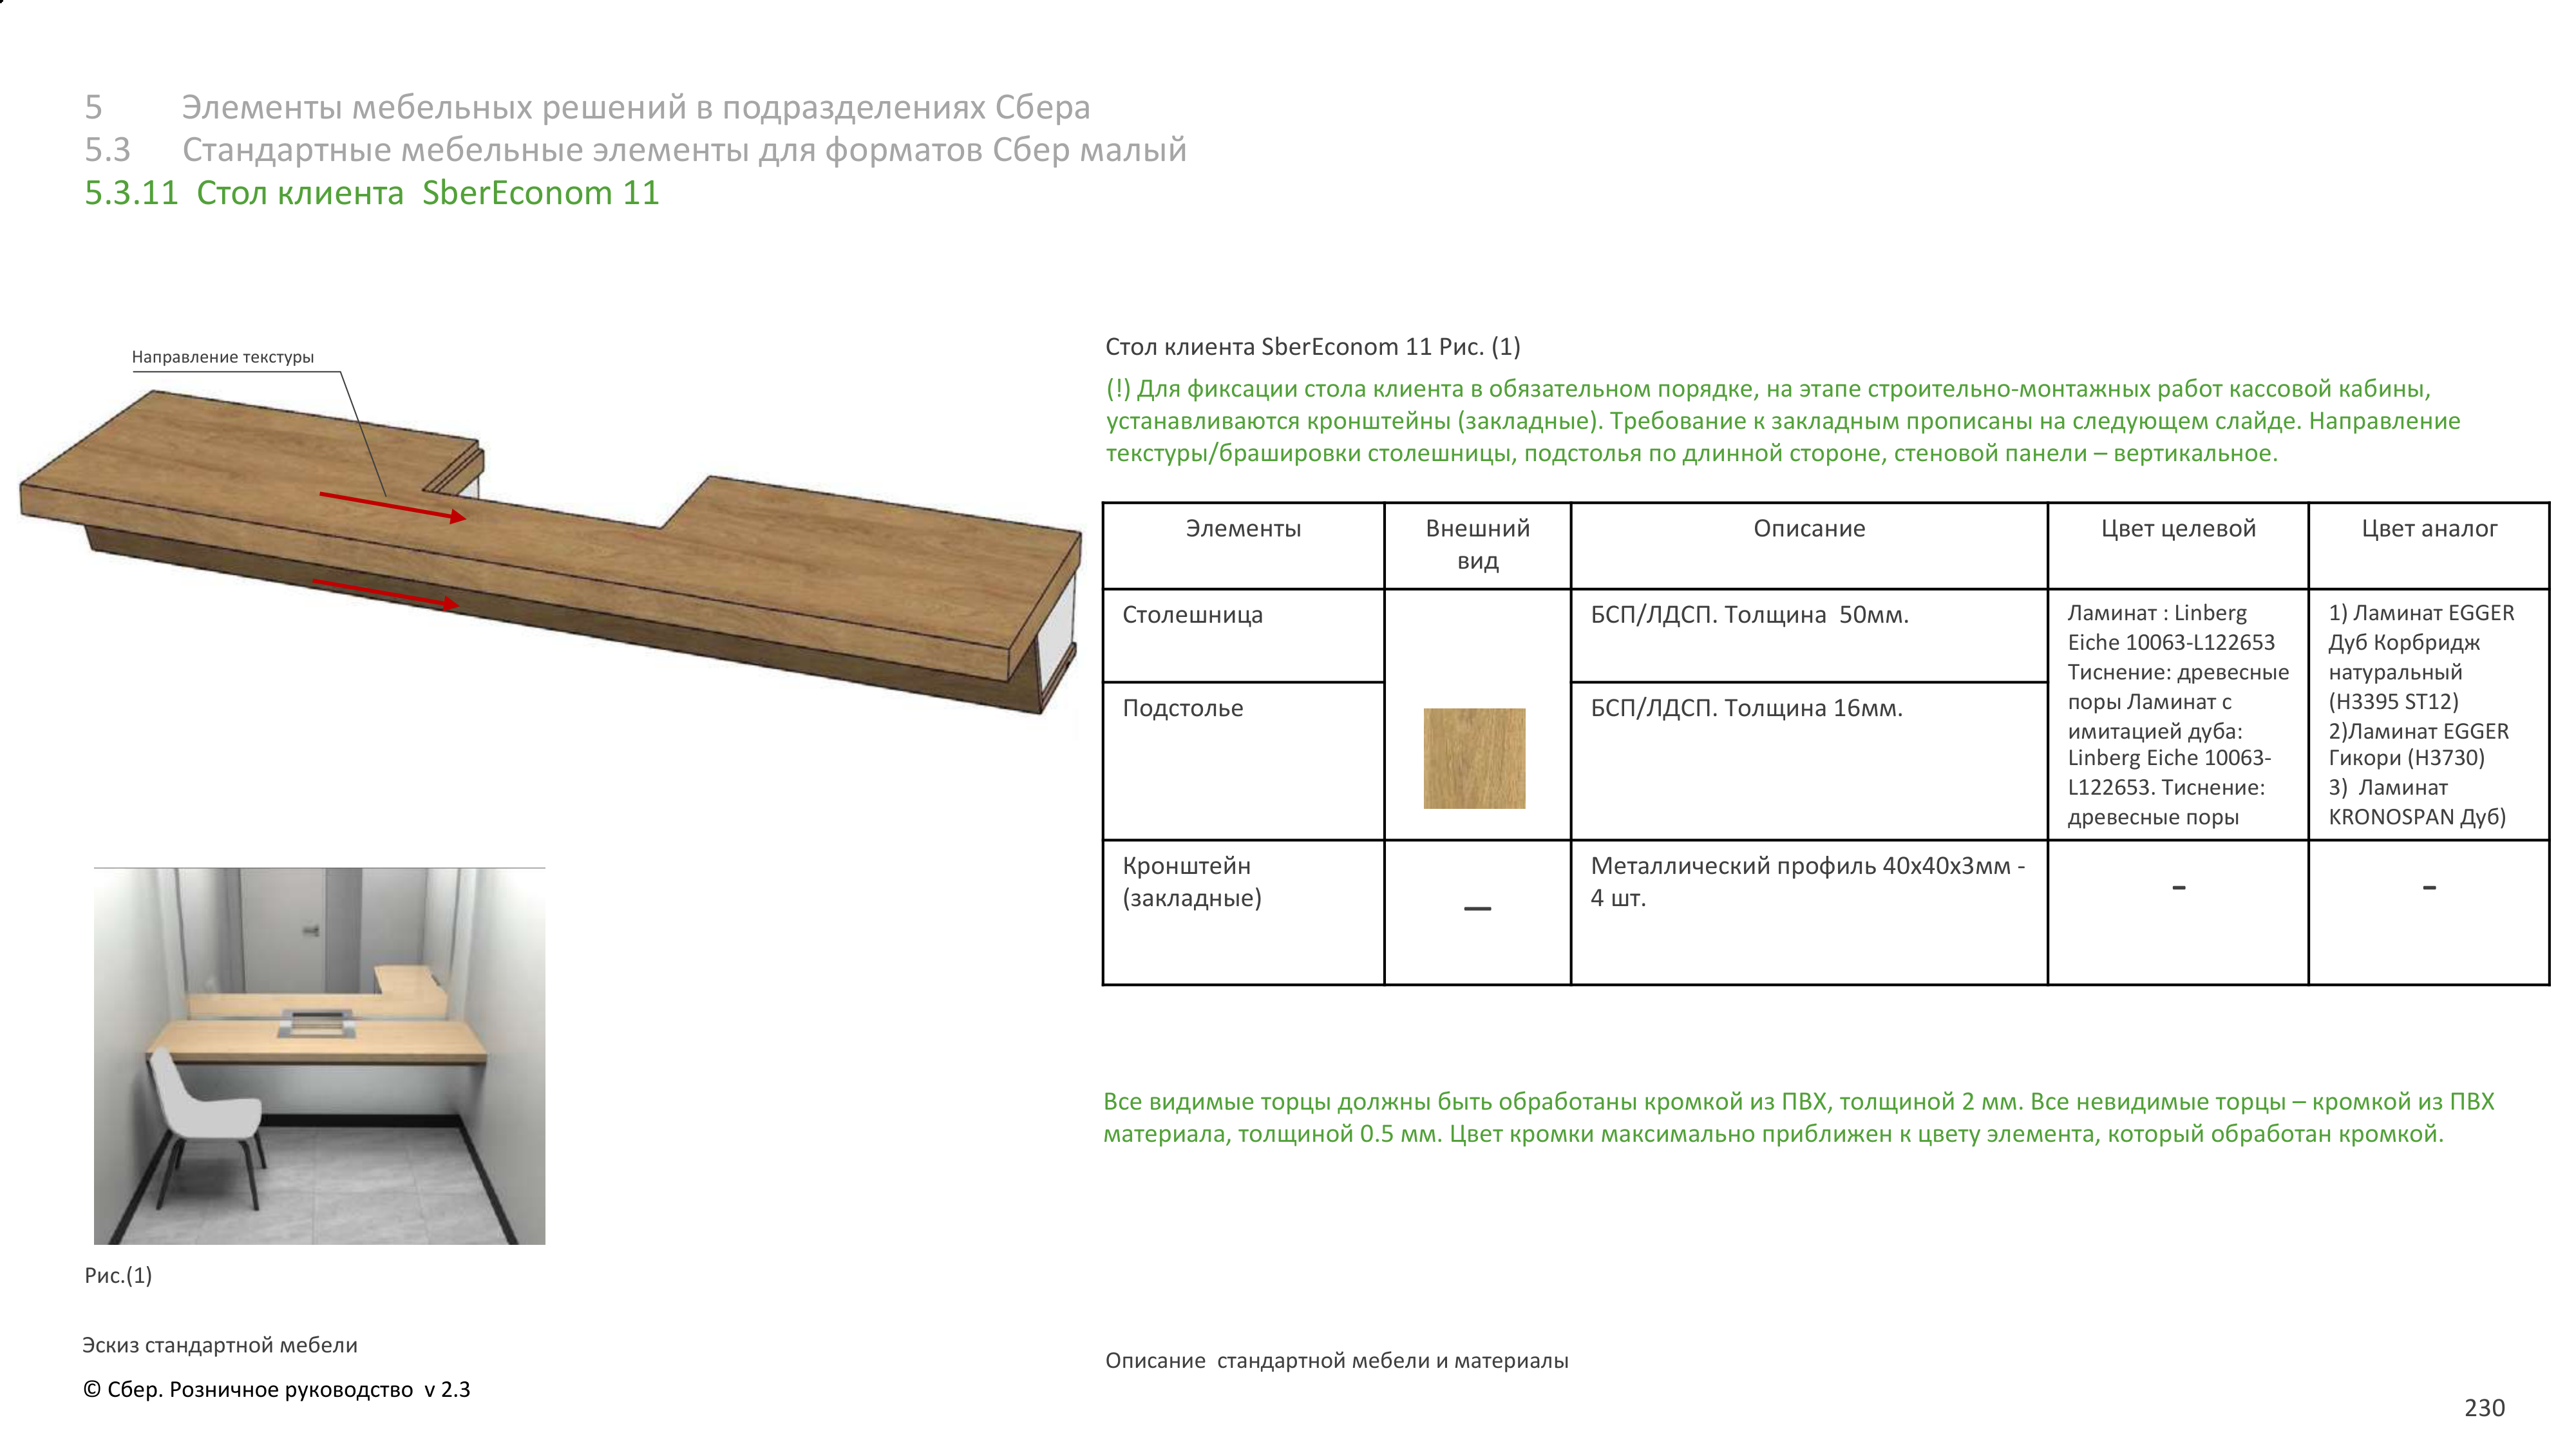 5 Элементы мебельных решений в подразделениях Сбера
5.3 Стандартные мебельные элементы для форматов Сбер малый
5.3.11 Стол клиента SberEconom 11
Направление текстуры
Стол клиента SberEconom 11 Рис. (1)
(!) Для фиксации стола клиента в обязательном порядке, на этапе строительно-монтажных работ кассовой кабины,
устанавливаются кронштейны (закладные). Требование к закладным прописаны на следующем слайде. Направление
текстуры/брашировки столешницы, подстолья по длинной стороне, стеновой панели – вертикальное.
Элементы
Внешний
вид
Описание
Цвет целевой
Цвет аналог
Столешница
БСП/ЛДСП. Толщина 50мм.
Ламинат : Linberg
Eiche 10063-L122653
Тиснение: древесные
поры Ламинат с
имитацией дуба:
Linberg Eiche 10063-
L122653. Тиснение:
древесные поры
1) Ламинат EGGER
Дуб Корбридж
натуральный
(H3395 ST12)
2)Ламинат EGGER
Гикори (H3730)
3) Ламинат
KRONOSPAN Дуб)
Подстолье
БСП/ЛДСП. Толщина 16мм.
Кронштейн
(закладные)
—
Металлический профиль 40х40х3мм -
4 шт.
-
-
Все видимые торцы должны быть обработаны кромкой из ПВХ, толщиной 2 мм. Все невидимые торцы – кромкой из ПВХ
материала, толщиной 0.5 мм. Цвет кромки максимально приближен к цвету элемента, который обработан кромкой.
Рис.(1)
Эскиз стандартной мебели
Описание стандартной мебели и материалы
© Сбер. Розничное руководство v 2.3
230